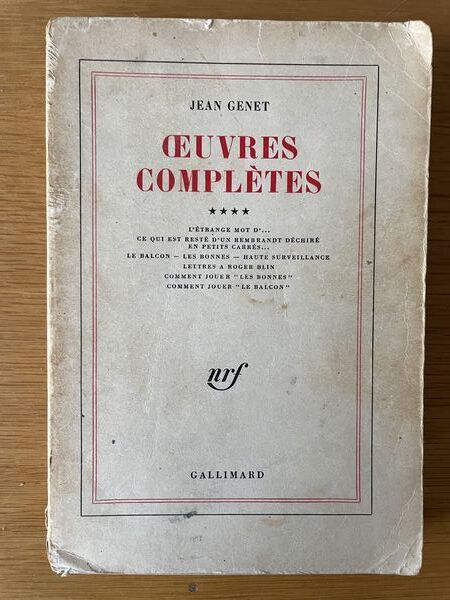 JEAN GENET
ŒUVRES
COMPLÈTES
★★★★
L'ÉTRANGE MOT D'...
CE QUI EST RESTÉ D'UN REMBRANDT DÉCHIRÉ
EN PETITS CARRÉS...
LE BALCON – LES BONNES – HAUTE SURVEILLANCE
LETTRES A ROGER BLIN
COMMENT JOUER "LES BONNES"
COMMENT JOUER "LE BALCON"
nrf
GALLIMARD